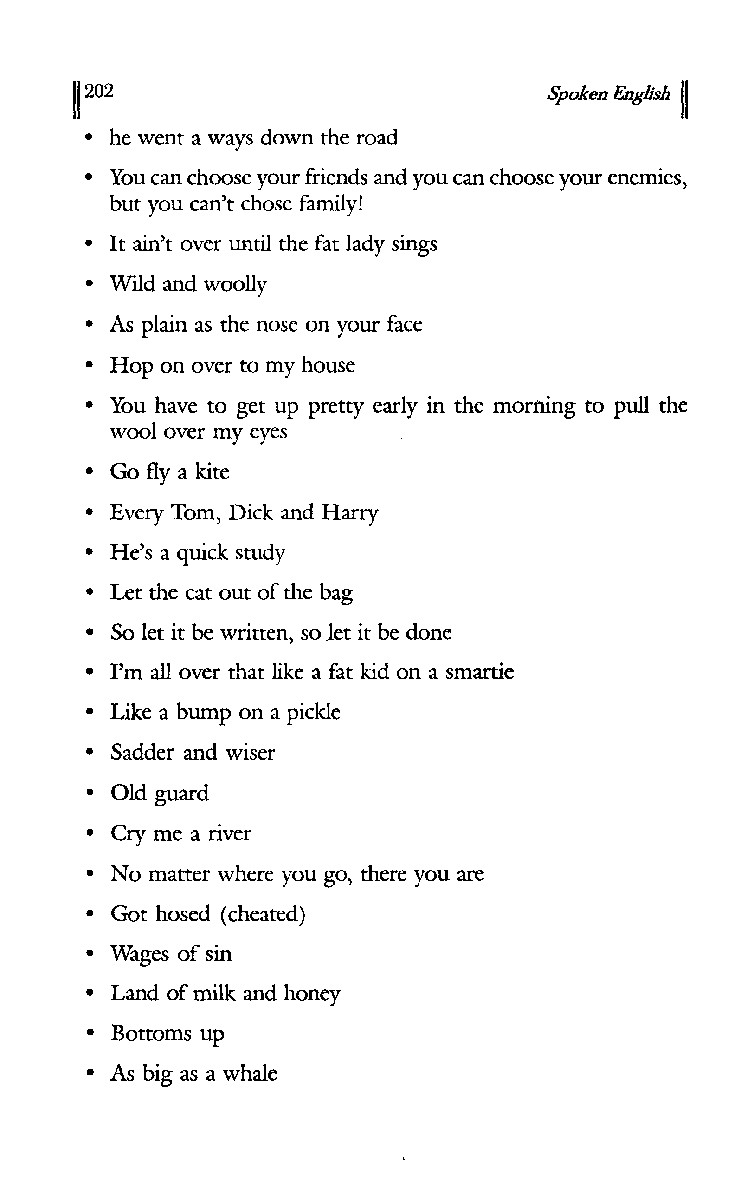 202 Spoken English
• he went a ways down the road
• You can choose your friends and you can choose your enemies,
but you can't chose family!
• It ain't over until the fat lady sings
• Wild and woolly
• As plain as the nose on your face
• Hop on over to my house
• You have to get up pretty early in the morning to pull the
wool over my eyes
• Go fly a kite
• Every Tom, Dick and Harry
• He's a quick study
• Let the cat out of the bag
• So let it be written, so let it be done
• I'm all over that like a fat kid on a smartie
• Like a bump on a pickle
• Sadder and wiser
• Old guard
• Cry me a river
• No matter where you go, there you are
• Got hosed (cheated)
• Wages of sin
• Land of milk and honey
• Bottoms up
• As big as a whale